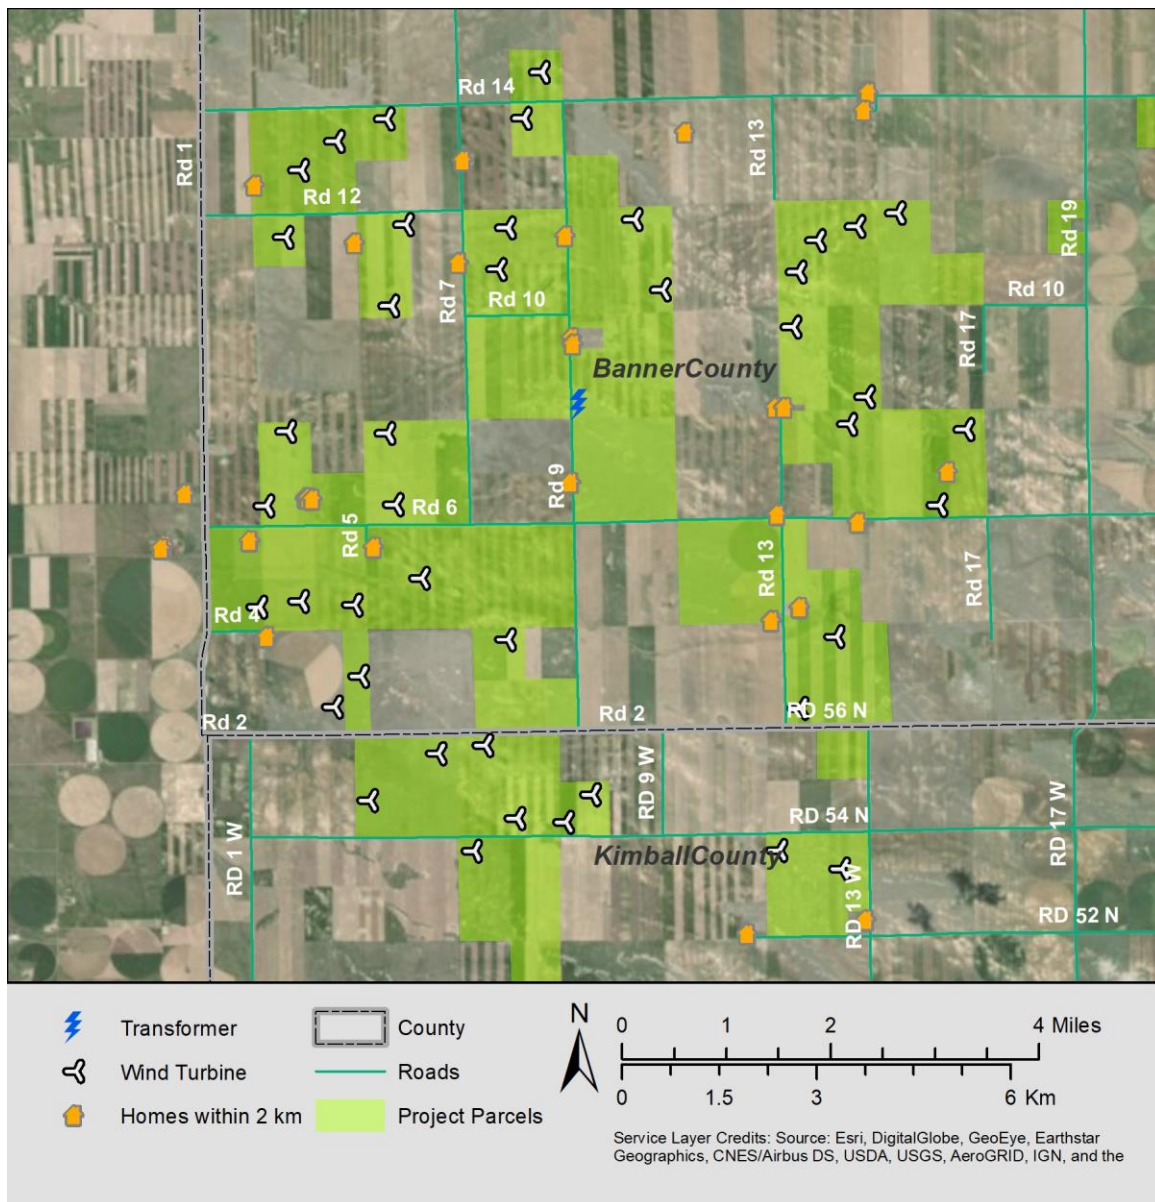 Rd 14
Rd 1
Rd 13
Rd 12
Rd 19
Rd 7
Rd 10
Rd 10
Rd 17
BannerCounty
Rd 9
Rd 6
Rd 5
Rd 13
Rd 17
Rd 4
Rd 2
Rd 2
RD 56 N
RD 9 W
RD 54 N
RD 17 W
RD 1 W
KimballCounty
RD 13 W
RD 52 N
Transformer
County
N
0 1 2 4 Miles
Wind Turbine
Roads
0 1.5 3 6 Km
Homes within 2 km
Project Parcels
Service Layer Credits: Source: Esri, DigitalGlobe, GeoEye, Earthstar
Geographics, CNES/Airbus DS, USDA, USGS, AeroGRID, IGN, and the